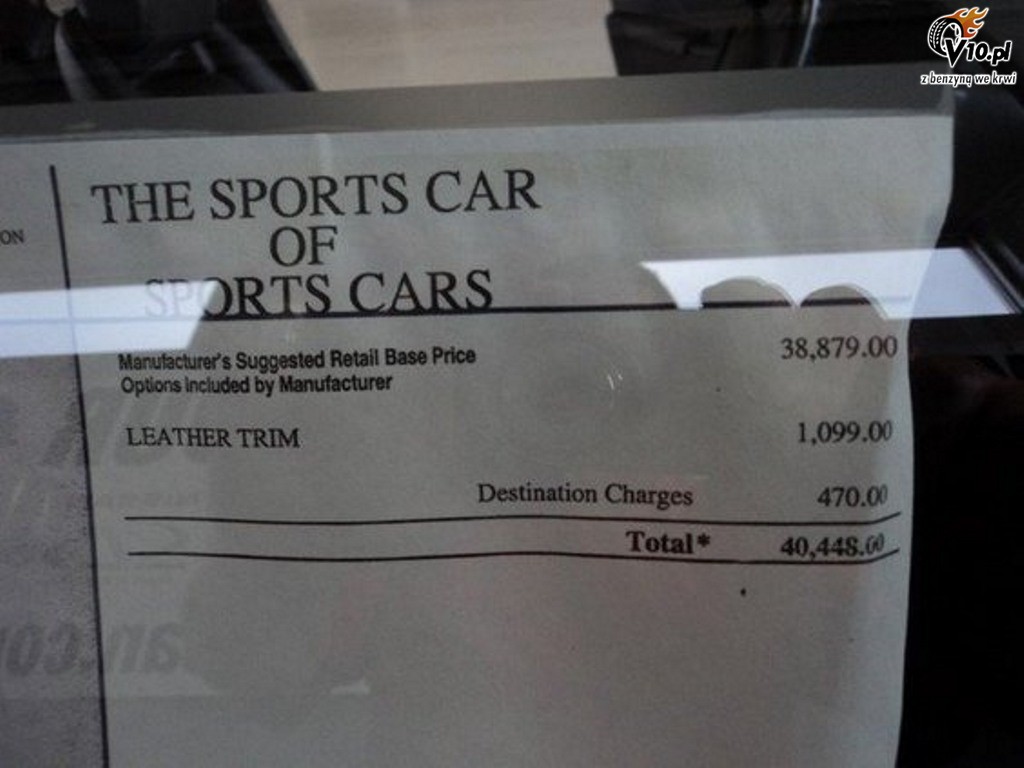 V10.pl
z benzyną we krwi
THE SPORTS CAR
OF
SPORTS CARS
ON
Manufacturer's Suggested Retail Base Price 38,879.00
Options Included by Manufacturer
LEATHER TRIM 1,099.00
Destination Charges 470.00
Total* 40,448.00